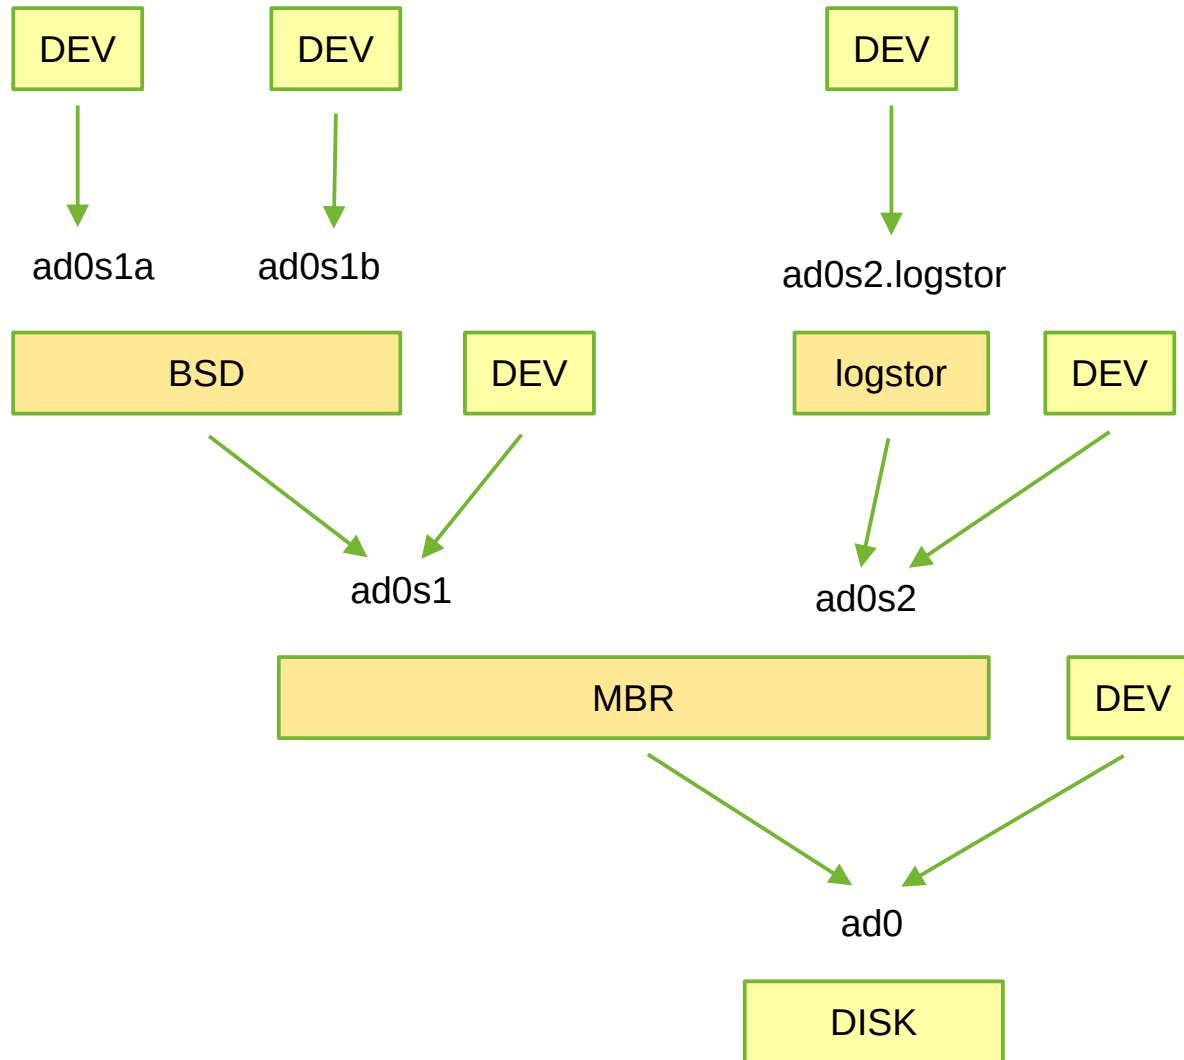 DEV
DEV
DEV
ad0s1a
ad0s1b
ad0s2.logstor
BSD
DEV
logstor
DEV
ad0s1
ad0s2
MBR
DEV
ad0
DISK